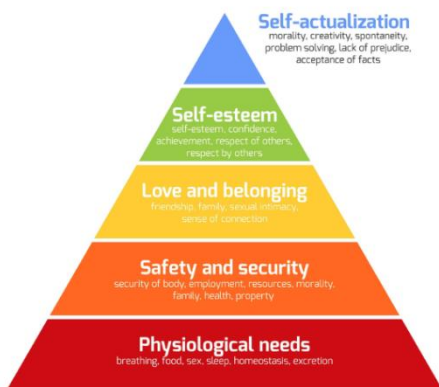 Self-actualization
morality, creativity, spontaneity,
problem solving, lack of prejudice,
acceptance of facts
Self-esteem
self-esteem, confidence,
achievement, respect of others,
respect by others
Love and belonging
friendship, family, sexual intimacy,
sense of connection
Safety and security
security of body, employment, resources, morality,
family, health, property
Physiological needs
breathing, food, sex, sleep, homeostasis, excretion